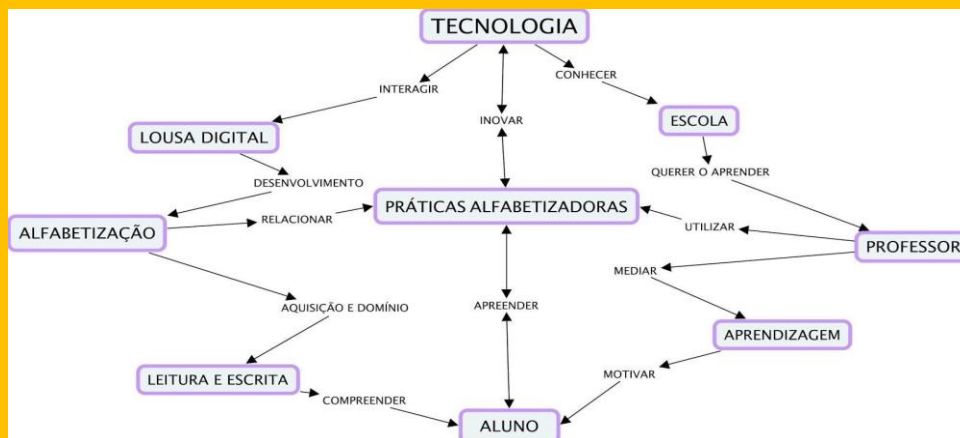 TECNOLOGIA
CONHECER
INTERAGIR
INOVAR
ESCOLA
LOUSA DIGITAL
QUERER O APRENDER
DESENVOLVIMENTO
PRÁTICAS ALFABETIZADORAS
RELACIONAR
UTILIZAR
ALFABETIZAÇÃO
PROFESSOR
MEDIAR
APREENDER
AQUISIÇÃO E DOMÍNIO
APRENDIZAGEM
LEITURA E ESCRITA
MOTIVAR
COMPREENDER
ALUNO